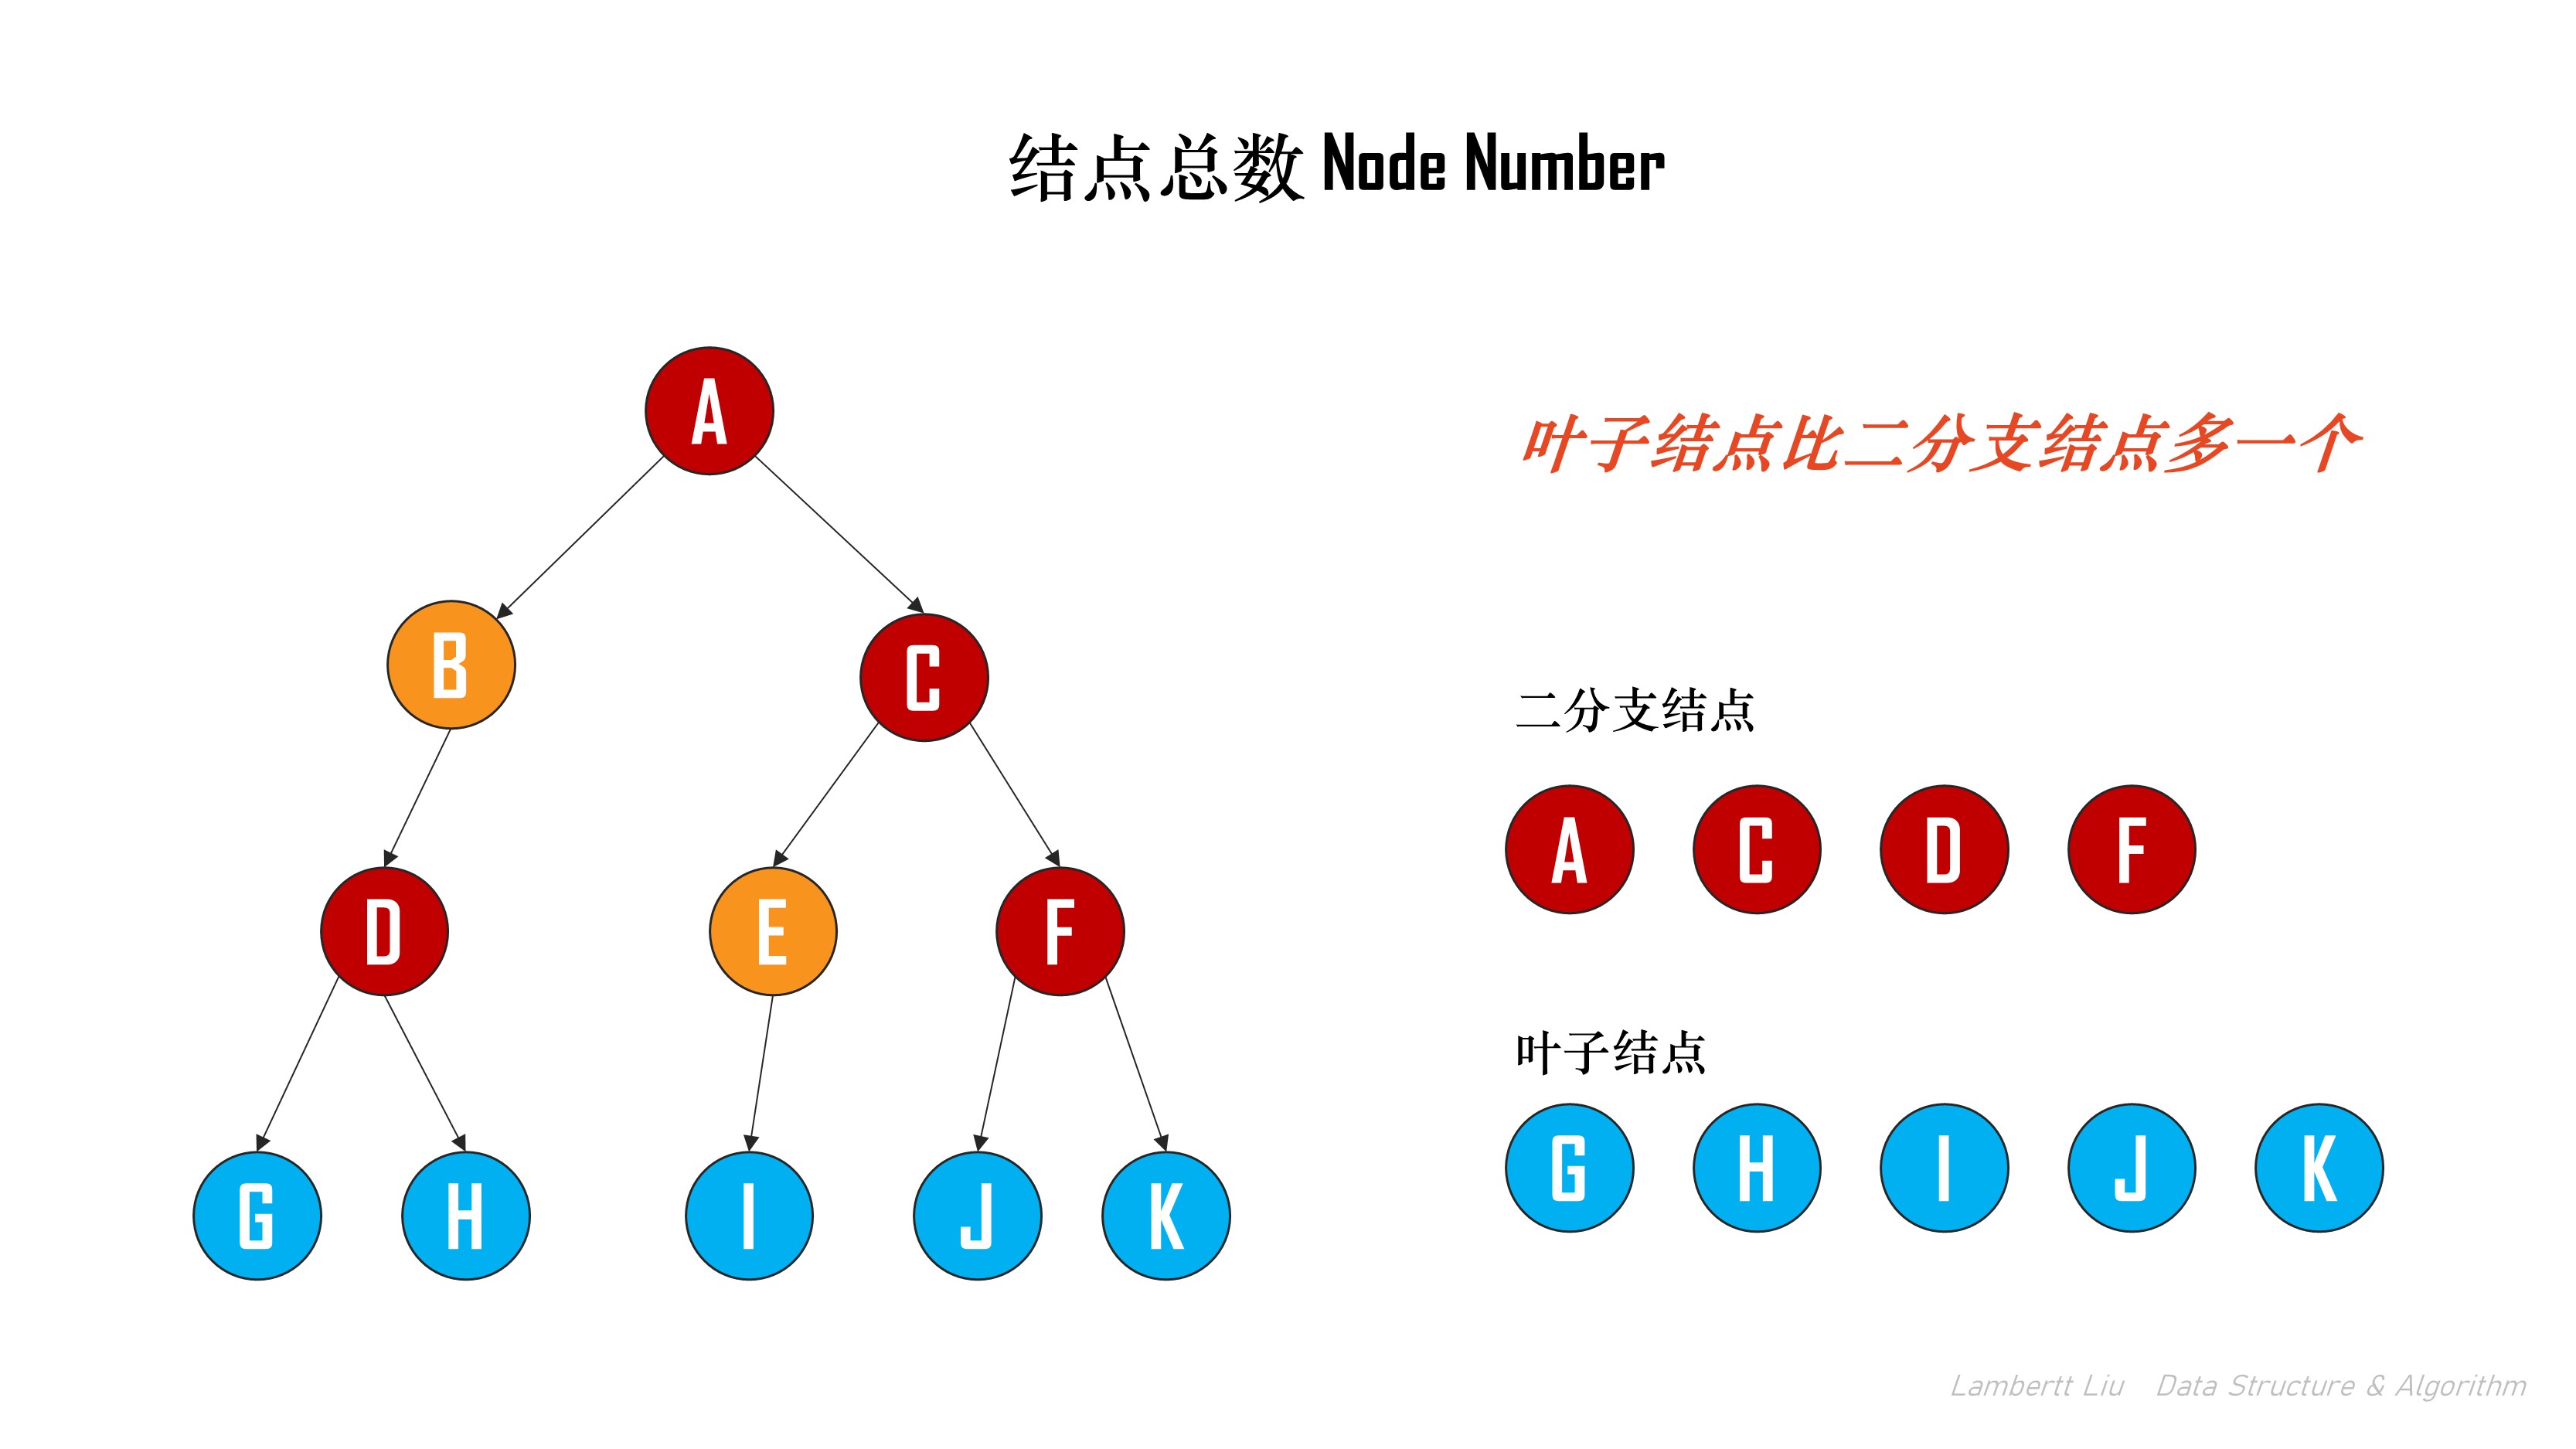 结点总数 Node Number
叶子结点比二分支结点多一个
A
B
C
D
E
F
G
H
I
J
K
二分支结点
A C D F
叶子结点
G H I J K
Lambertt Liu Data Structure & Algorithm